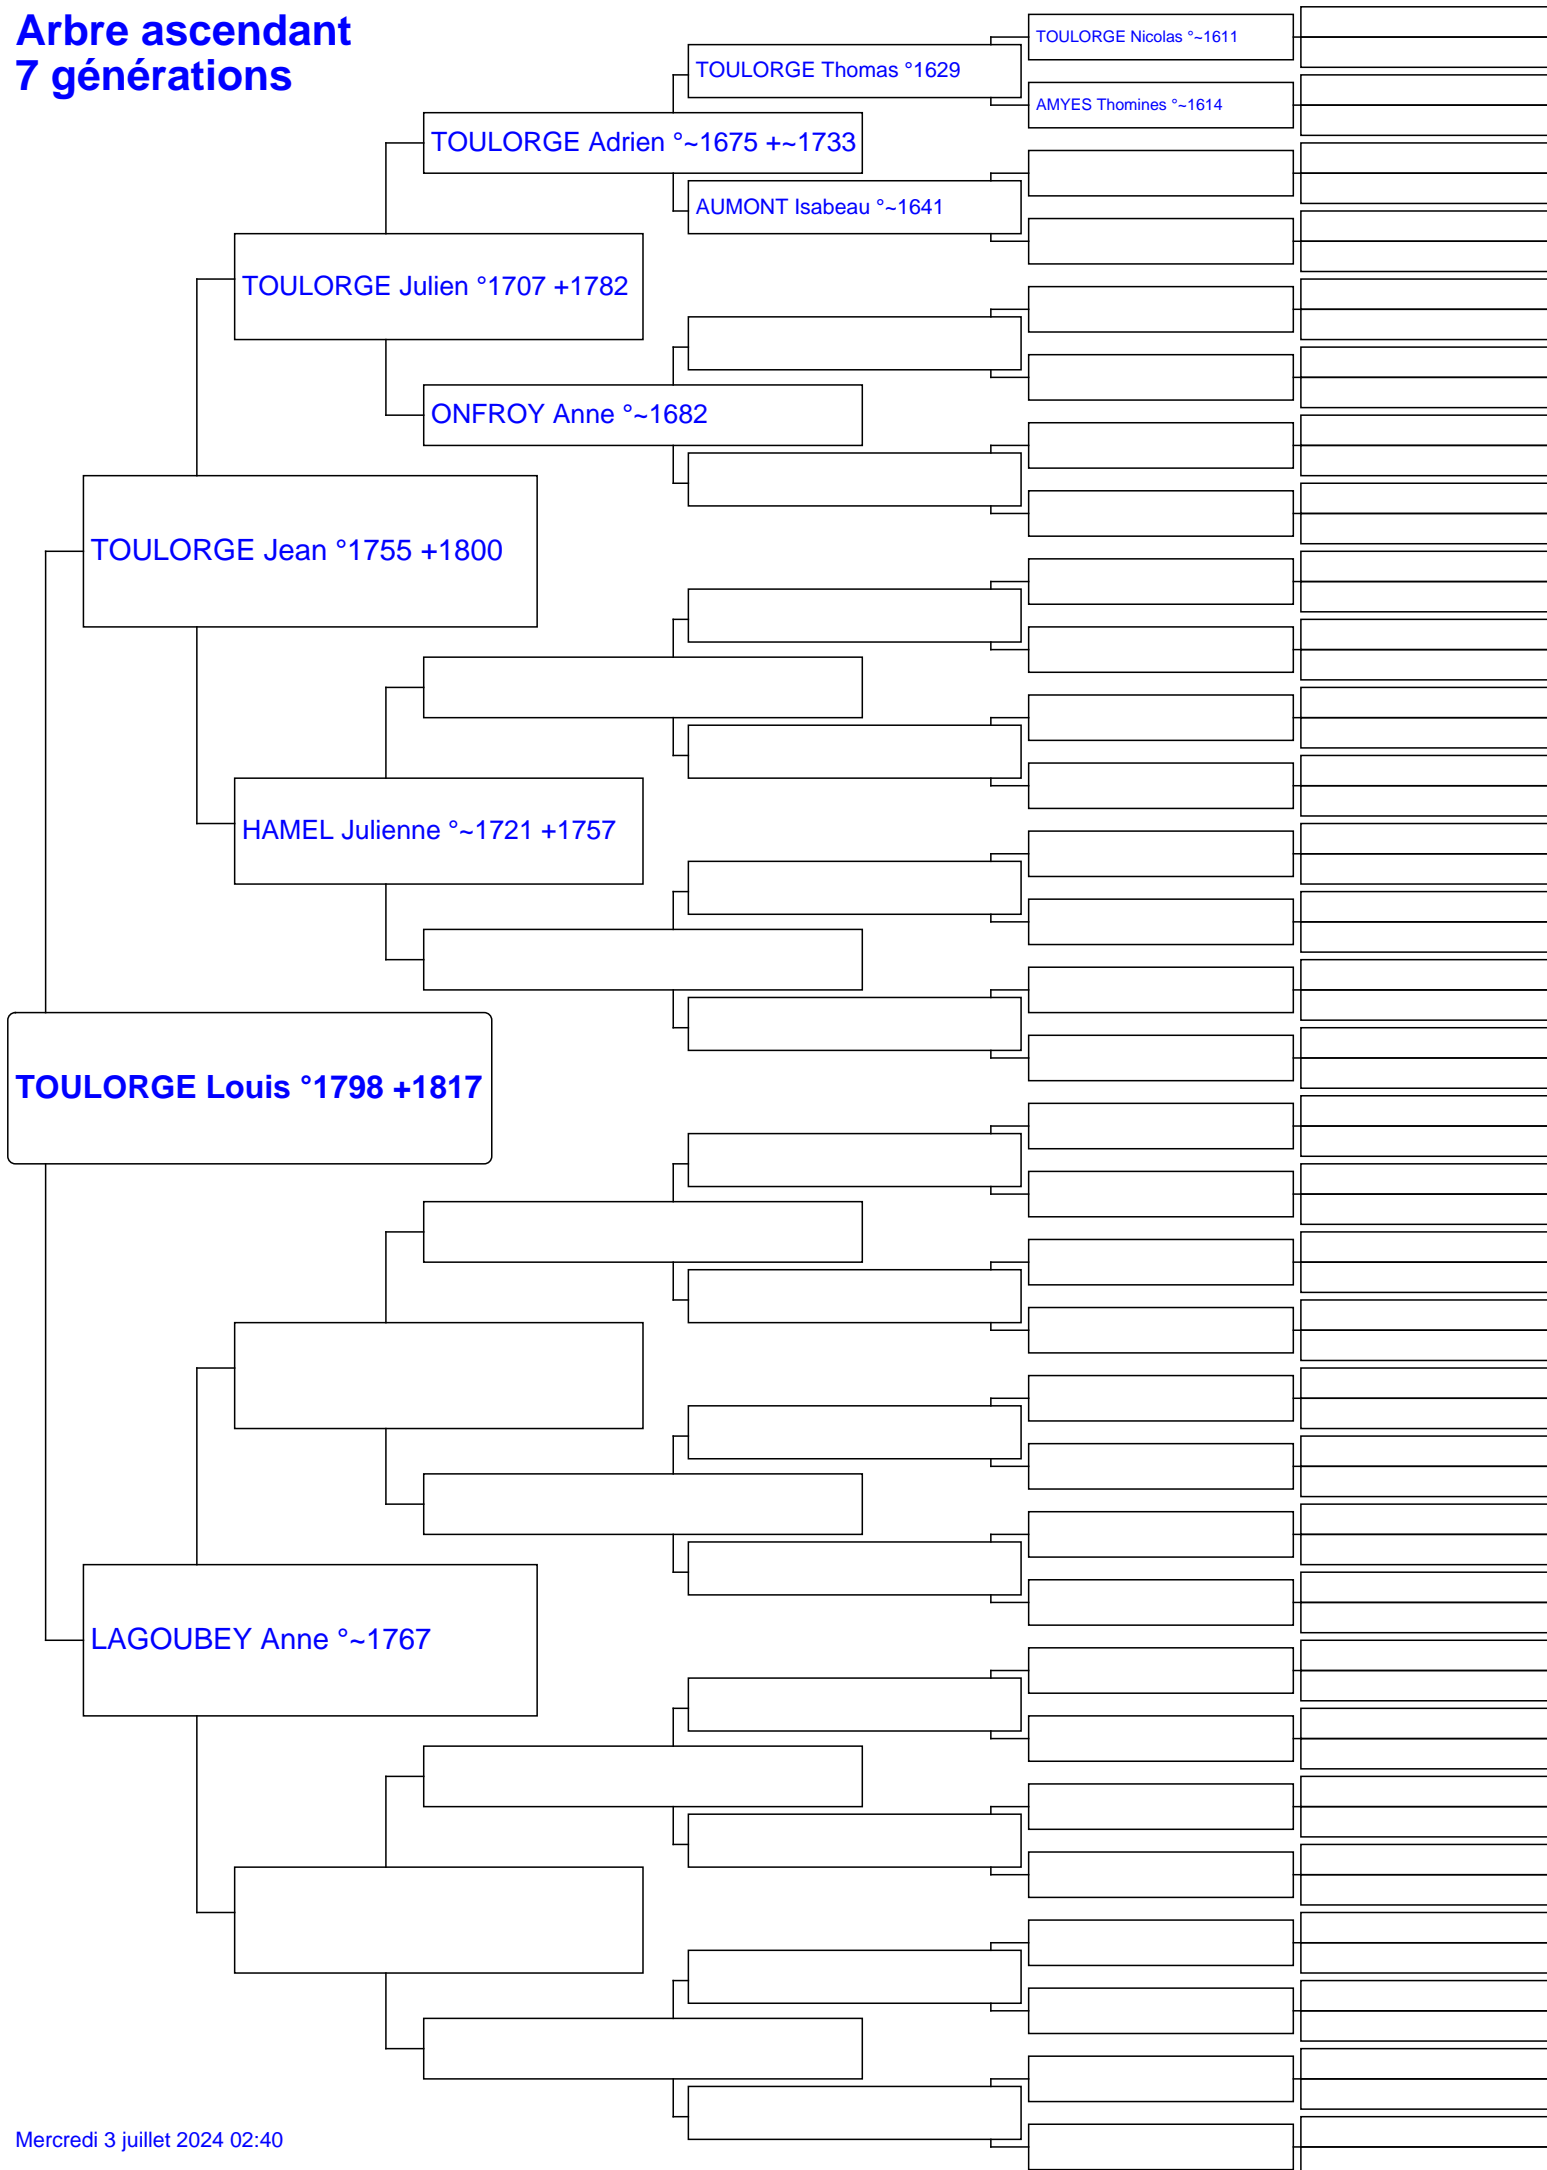 Arbre ascendant
7 générations
TOULORGE Nicolas °~1611
TOULORGE Thomas °1629
AMYES Thomines °~1614
TOULORGE Adrien °~1675 +~1733
AUMONT Isabeau °~1641
TOULORGE Julien °1707 +1782
ONFROY Anne °~1682
TOULORGE Jean °1755 +1800
HAMEL Julienne °~1721 +1757
TOULORGE Louis °1798 +1817
LAGOUBEY Anne °~1767
Mercredi 3 juillet 2024 02:40